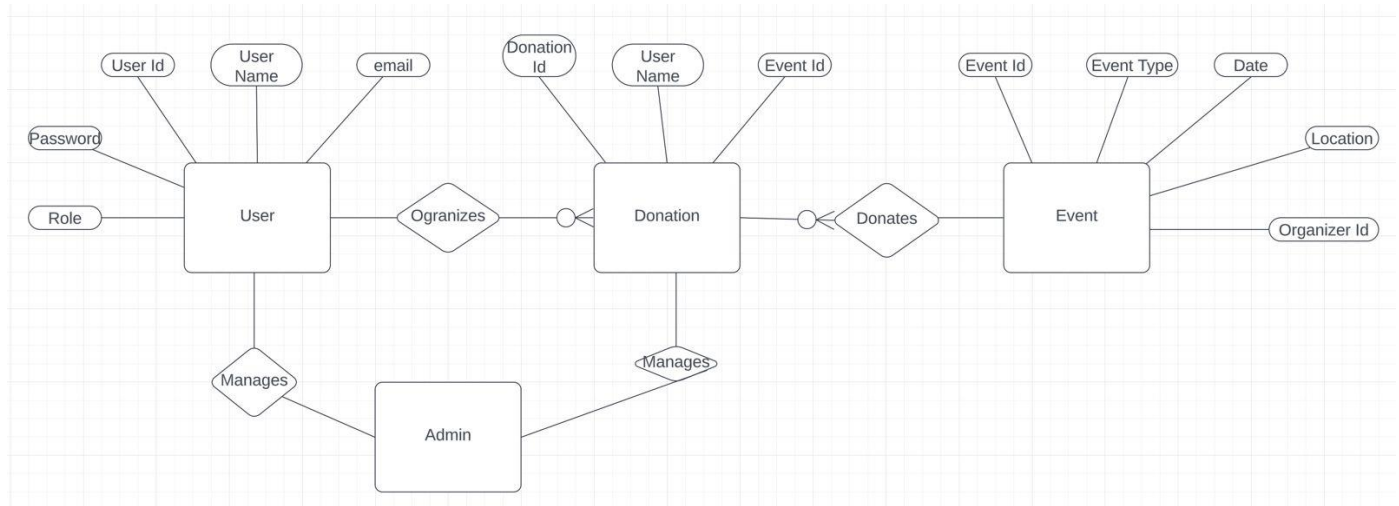 User Id
User
Name
email
Donation
Id
User
Name
Event Id
Event Id
Event Type
Date
Password
Location
Role
User
Ogranizes
Donation
Donates
Event
Organizer Id
Manages
Manages
Admin